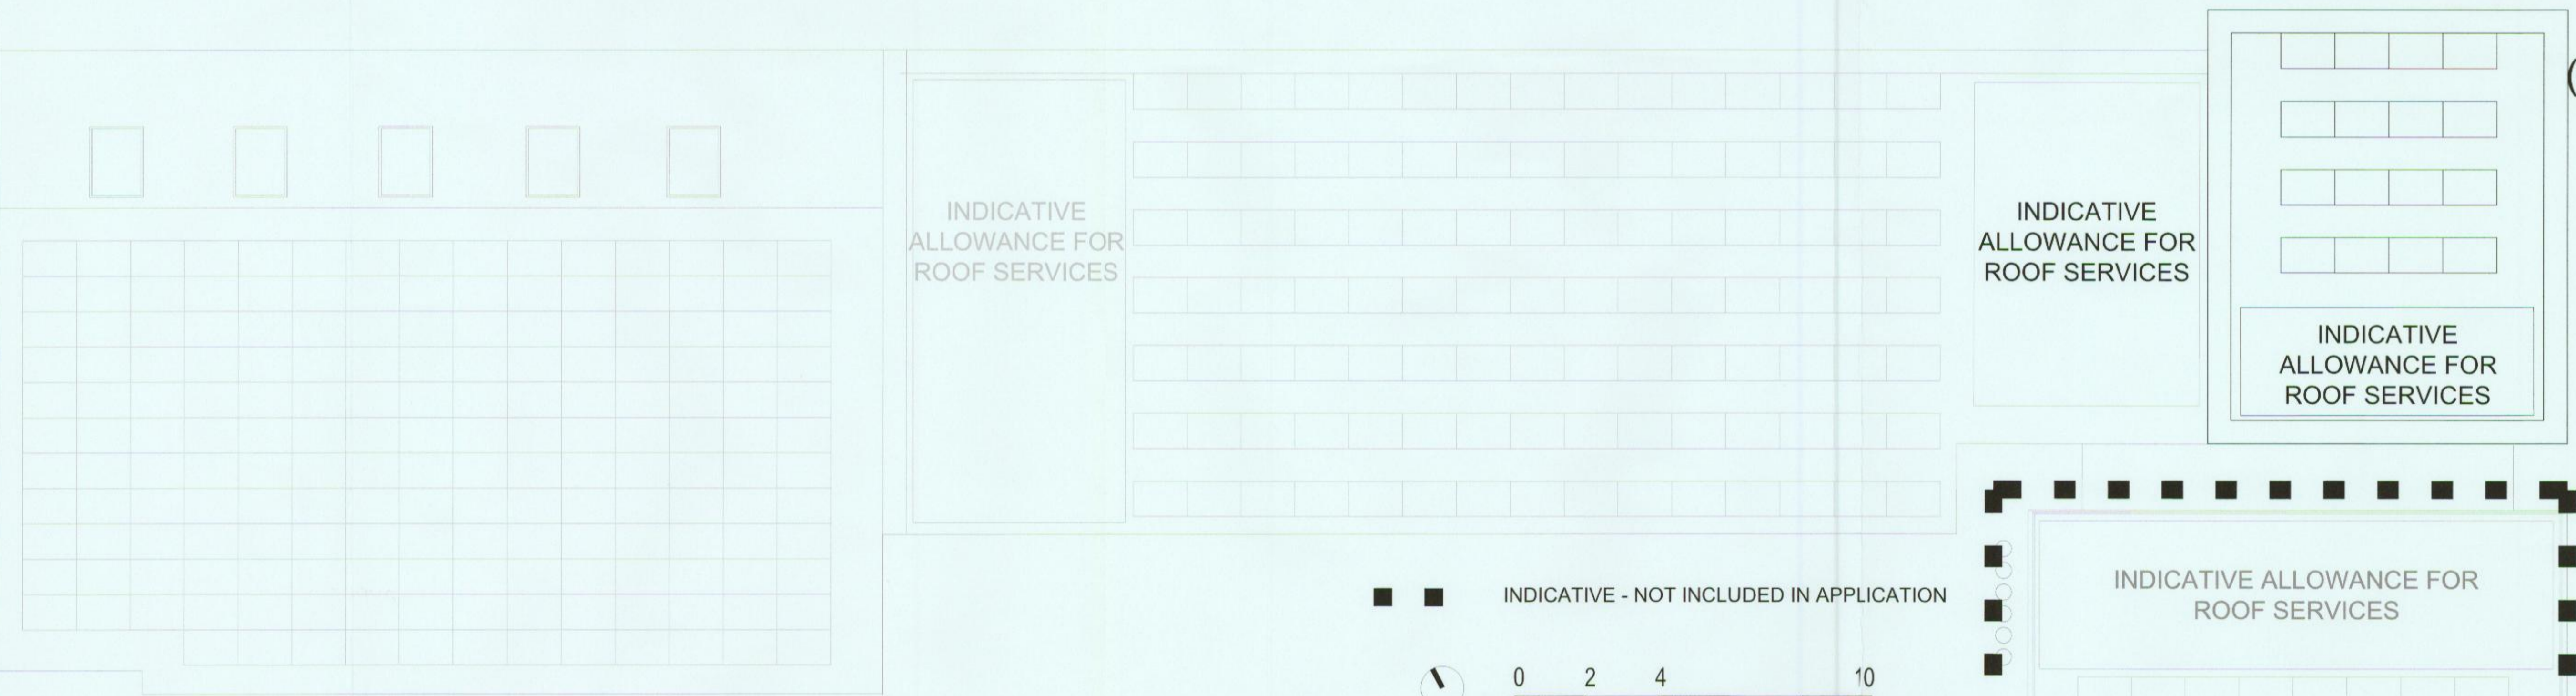 INDICATIVE
ALLOWANCE FOR
ROOF SERVICES
INDICATIVE
ALLOWANCE FOR
ROOF SERVICES
INDICATIVE
ALLOWANCE FOR
ROOF SERVICES
INDICATIVE ALLOWANCE FOR
ROOF SERVICES
INDICATIVE - NOT INCLUDED IN APPLICATION
0 2 4 10